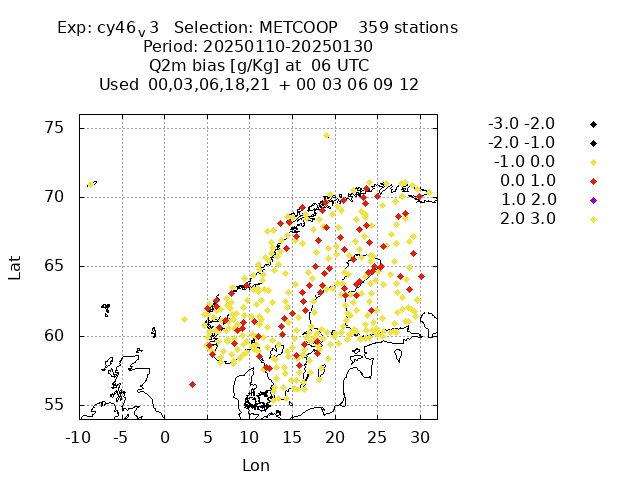 Exp: cy46v3 Selection: METCOOP 359 stations
Period: 20250110-20250130
Q2m bias [g/Kg] at 06 UTC
Used 00,03,06,18,21 + 00 03 06 09 12
-3.0 -2.0
-2.0 -1.0
-1.0 0.0
0.0 1.0
1.0 2.0
2.0 3.0
75
70
65
60
55
Lat
-10 -5 0 5 10 15 20 25 30
Lon